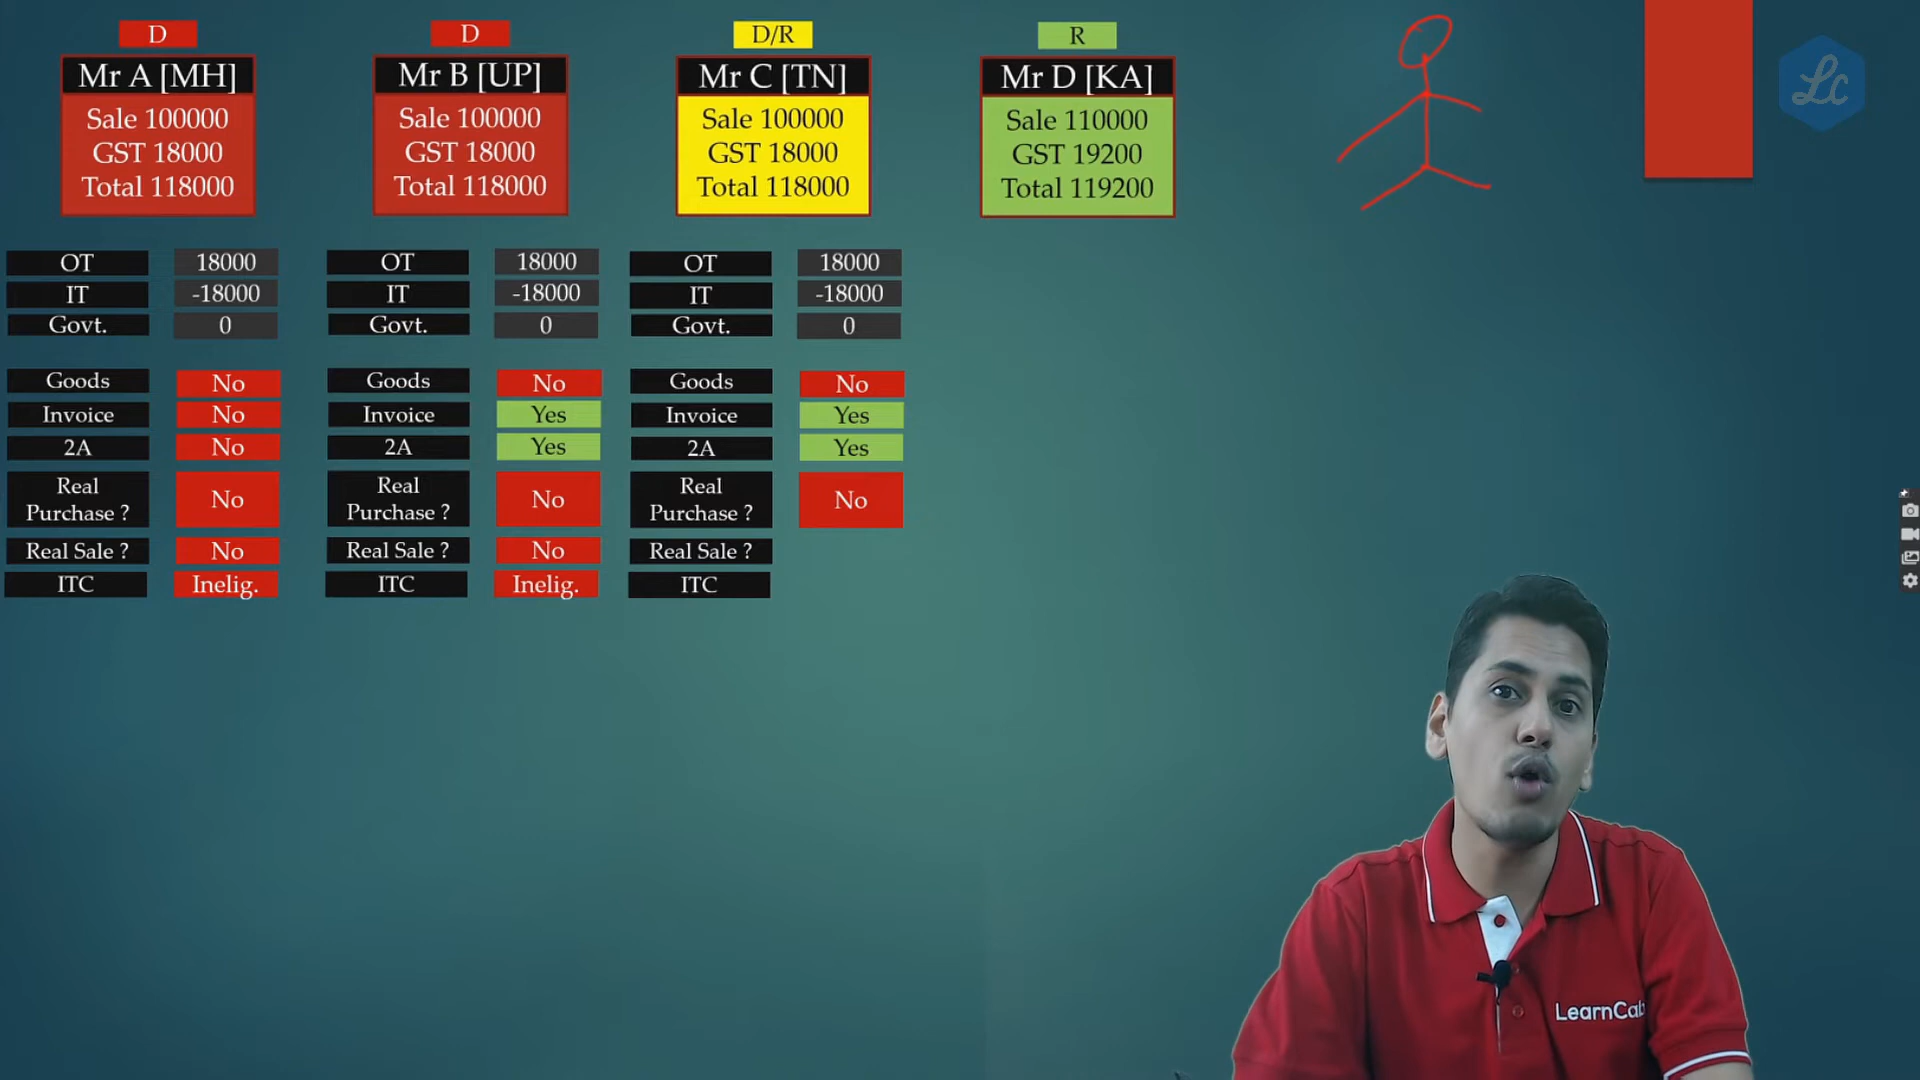 D
Mr A [MH]
Sale 100000
GST 18000
Total 118000
D
Mr B [UP]
Sale 100000
GST 18000
Total 118000
D/R
Mr C [TN]
Sale 100000
GST 18000
Total 118000
R
Mr D [KA]
Sale 110000
GST 19200
Total 119200
Lc
OT 18000
IT -18000
Govt. 0
Goods No
Invoice No
2A No
Real
Purchase ? No
Real Sale ? No
ITC Inelig.
OT 18000
IT -18000
Govt. 0
Goods No
Invoice Yes
2A Yes
Real
Purchase ? No
Real Sale ? No
ITC Inelig.
OT 18000
IT -18000
Govt. 0
Goods No
Invoice Yes
2A Yes
Real
Purchase ? No
Real Sale ?
ITC
LearnCab